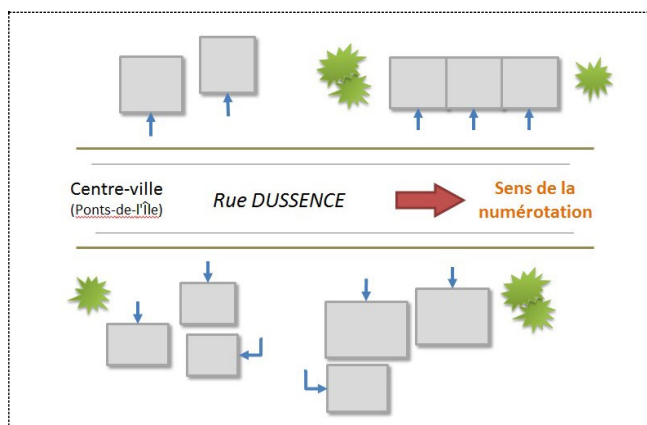 Centre-ville
(Ponts-de-l'Île)
Rue DUSSENCE
Sens de la
numérotation